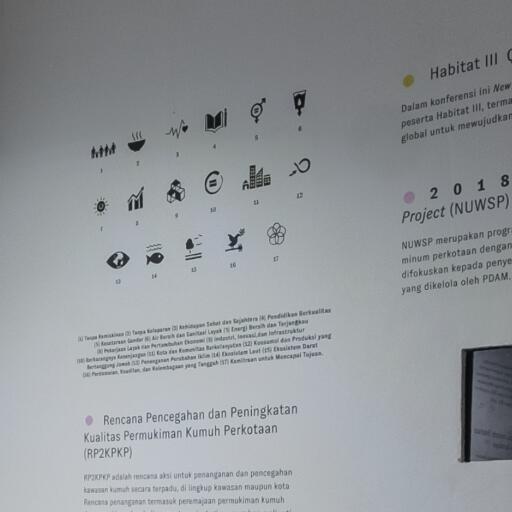 1
2
3
4
5
6
7
8
9
10
11
12
13
14
15
16
17
(1) Tanpa Kemiskinan (2) Tanpa Kelaparan (3) Kehidupan Sehat dan Sejahtera (4) Pendidikan Berkualitas
(5) Kesetaraan Gender (6) Air Bersih dan Sanitasi Layak (7) Energi Bersih dan Terjangkau
(8) Pekerjaan Layak dan Pertumbuhan Ekonomi (9) Industri, Inovasi, dan Infrastruktur
(10) Berkurangnya Kesenjangan (11) Kota dan Komunitas Berkelanjutan (12) Konsumsi dan Produksi yang
Bertanggung Jawab (13) Penanganan Perubahan Iklim (14) Ekosistem Laut (15) Ekosistem Darat
(16) Perdamaian, Keadilan, dan Kelembagaan yang Tangguh (17) Kemitraan untuk Mencapai Tujuan.
Rencana Pencegahan dan Peningkatan
Kualitas Permukiman Kumuh Perkotaan
(RP2KPKP)
RP2KPKP adalah rencana aksi untuk penanganan dan pencegahan
kawasan kumuh secara terpadu, di lingkup kawasan maupun kota
Rencana penanganan termasuk peremajaan permukiman kumuh
Habitat III
Dalam konferensi ini New
peserta Habitat III, terma
global untuk mewujudkan
2018
Project (NUWSP)
NUWSP merupakan progr
minum perkotaan dengan
difokuskan kepada penye
yang dikelola oleh PDAM.